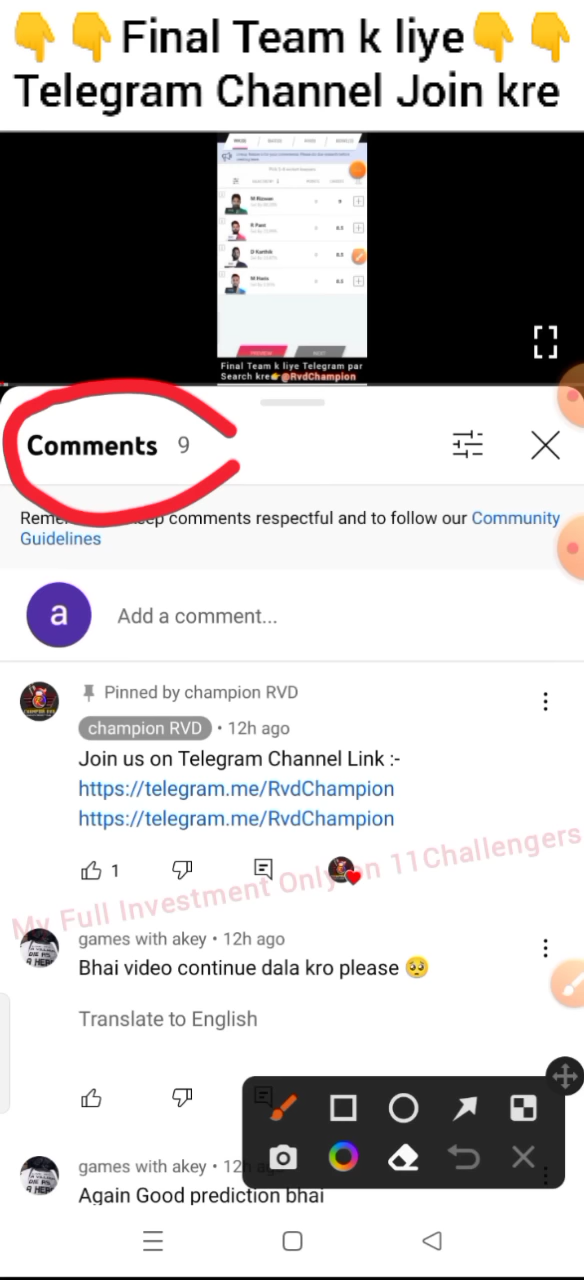 👇👇Final Team k liye👇👇
Telegram Channel Join kre
M Rizwan
R Pant
D Karthik
Final Team k liye Telegram par
Search kre👉@RvdChampion
Comments 9
comments respectful and to follow our Community
Guidelines
a
Add a comment...
Pinned by champion RVD
champion RVD • 12h ago
Join us on Telegram Channel Link :-
https://telegram.me/RvdChampion
https://telegram.me/RvdChampion
1
My Full Investment Only on 11Challengers
games with akey • 12h ago
Bhai video continue dala kro please 🥺
Translate to English
games with akey • 12h
Again Good prediction bhai